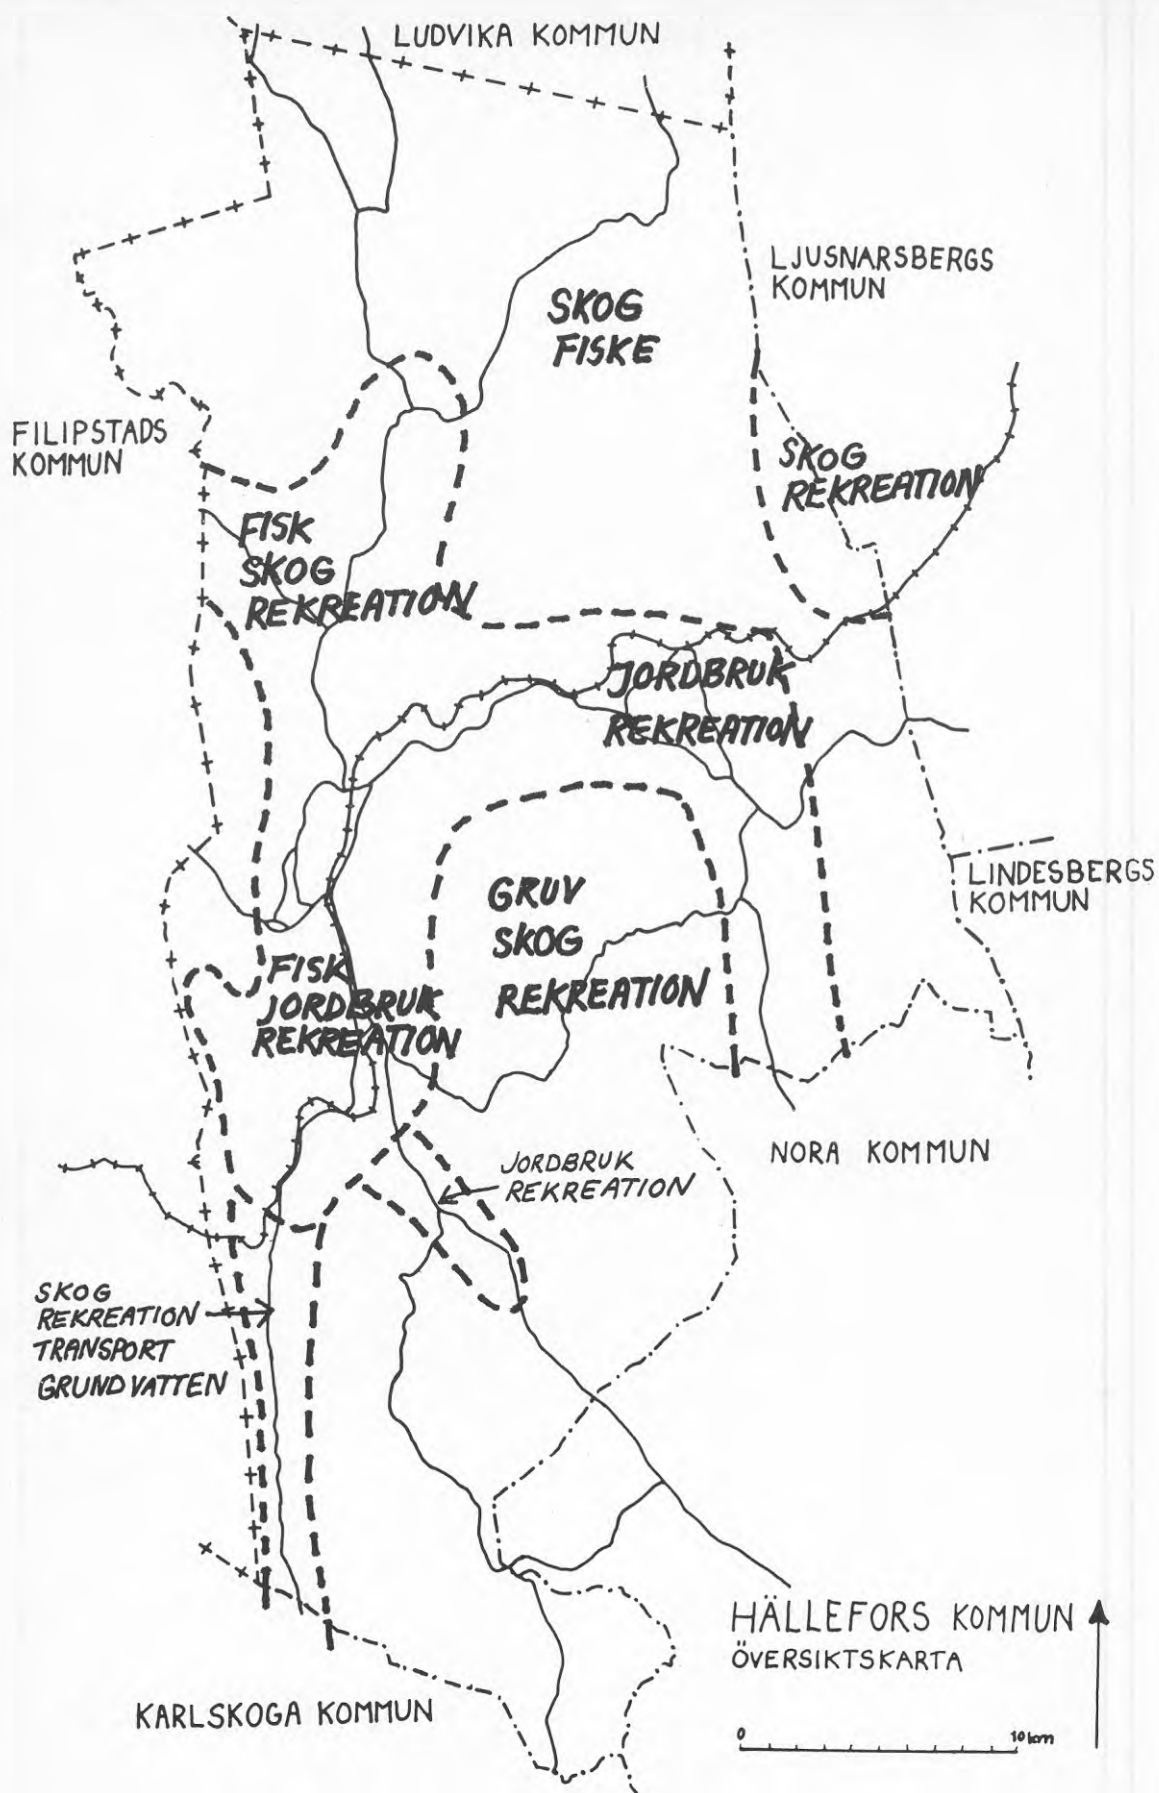 LUDVIKA KOMMUN
LJUSNARSBERGS
KOMMUN
SKOG
FISKE
FILIPSTADS
KOMMUN
SKOG
REKREATION
FISK
SKOG
REKREATION
JORDBRUK
REKREATION
GRUV
SKOG
REKREATION
LINDESBERGS
KOMMUN
FISK
JORDBRUK
REKREATION
NORA KOMMUN
JORDBRUK
REKREATION
SKOG
REKREATION
TRANSPORT
GRUNDVATTEN
HÄLLEFORS KOMMUN
ÖVERSIKTSKARTA
KARLSKOGA KOMMUN
0 10 km